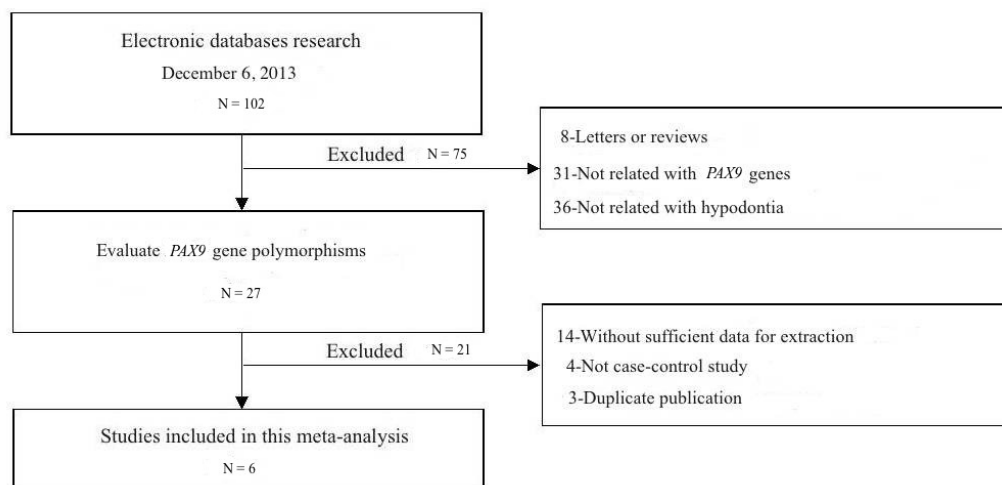 Electronic databases research
December 6, 2013
N = 102
Excluded N = 75
8-Letters or reviews
31-Not related with PAX9 genes
36-Not related with hypodontia
Evaluate PAX9 gene polymorphisms
N = 27
Excluded N = 21
14-Without sufficient data for extraction
4-Not case-control study
3-Duplicate publication
Studies included in this meta-analysis
N = 6